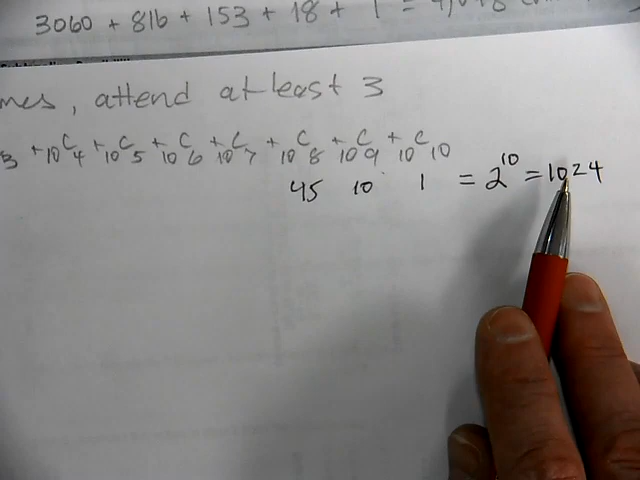 3060 + 816 + 153 + 18 + 1 =
mes, attend at least 3
3 + 10C4 + 10C5 + 10C6 + 10C7 + 10C8 + 10C9 + 10C10
45 10 1 = 2^10 = 1024